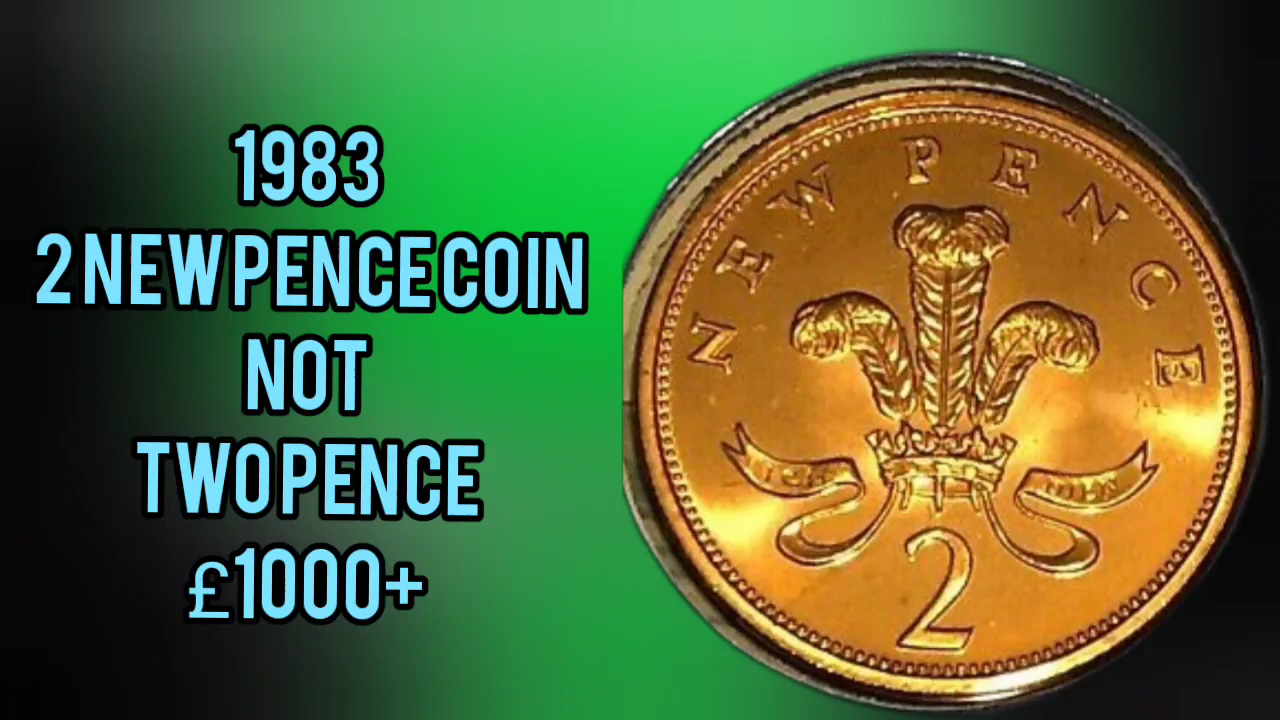 1983
2 NEW PENCE COIN
NOT
TWO PENCE
£1000+
NEW PENCE
2